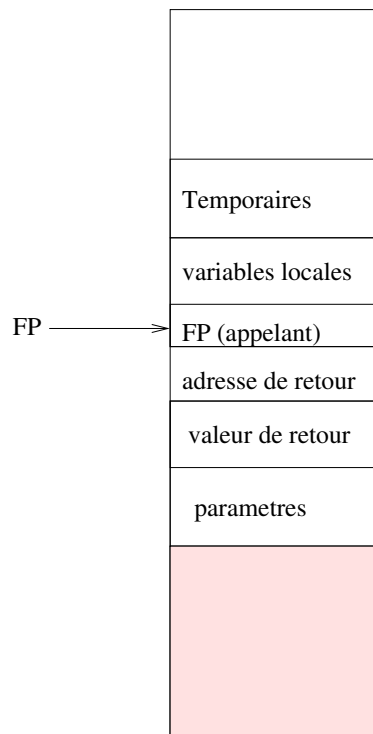 Temporaires
variables locales
FP
FP (appelant)
adresse de retour
valeur de retour
parametres